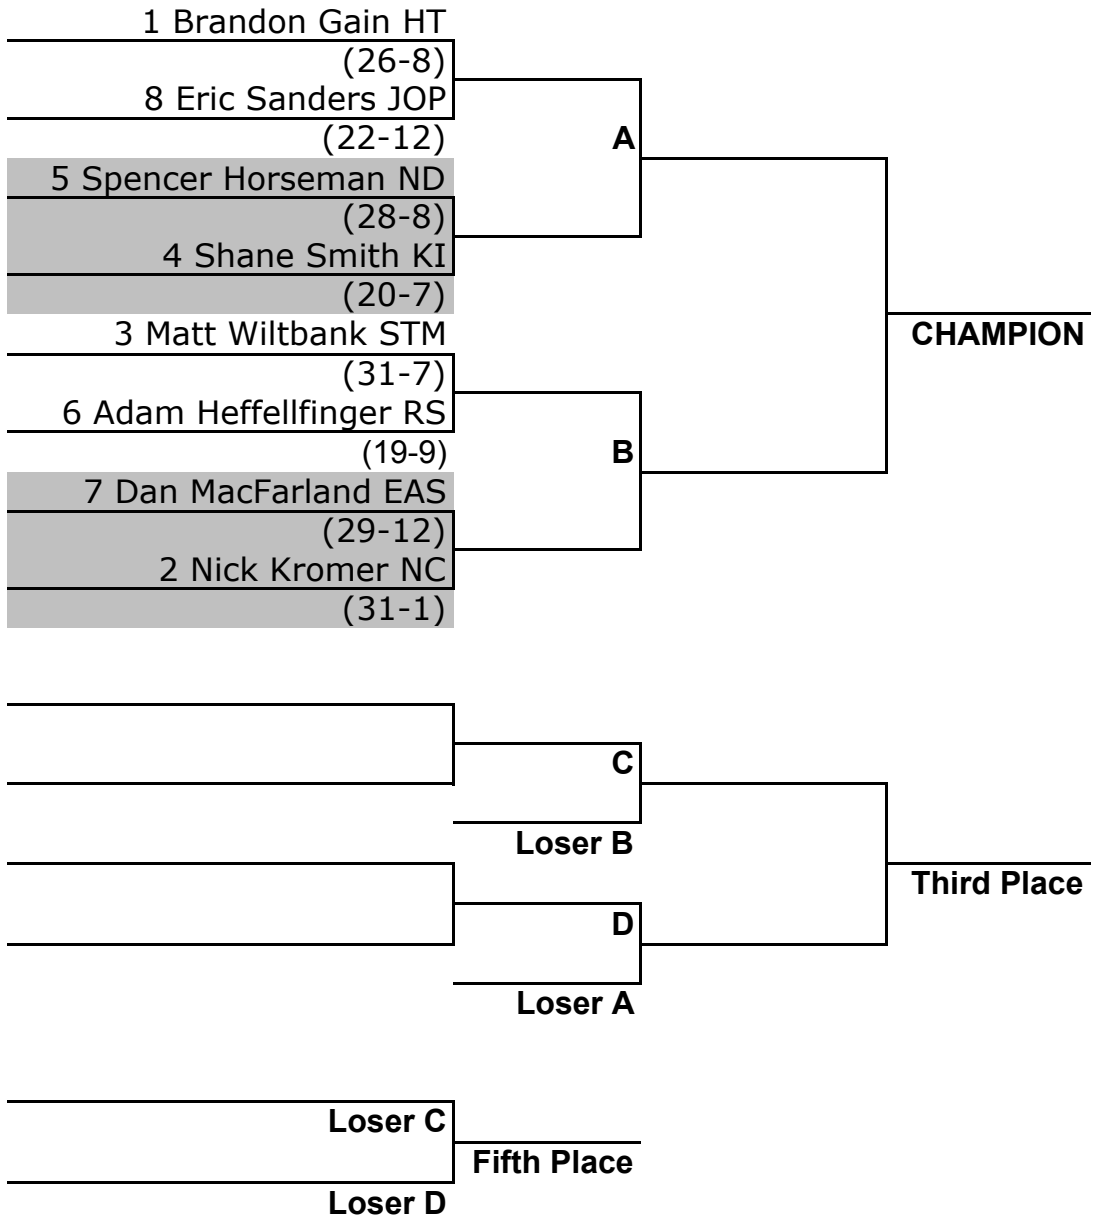 1 Brandon Gain HT
(26-8)
8 Eric Sanders JOP
(22-12)
A
5 Spencer Horseman ND
(28-8)
4 Shane Smith KI
(20-7)
3 Matt Wiltbank STM
CHAMPION
(31-7)
6 Adam Heffellfinger RS
(19-9)
B
7 Dan MacFarland EAS
(29-12)
2 Nick Kromer NC
(31-1)
C
Loser B
Third Place
D
Loser A
Loser C
Fifth Place
Loser D